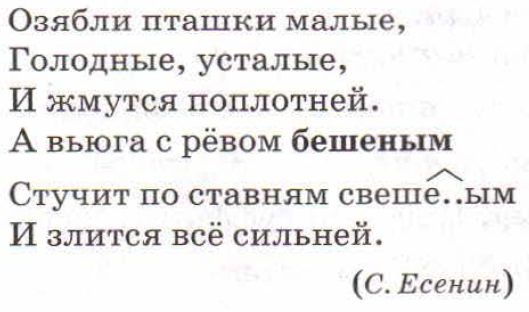 Озябли пташки малые,
Голодные, усталые,
И жмутся поплотней.
А вьюга с рёвом бешеным
Стучит по ставням свеше..ым
И злится всё сильней.
(С. Есенин)